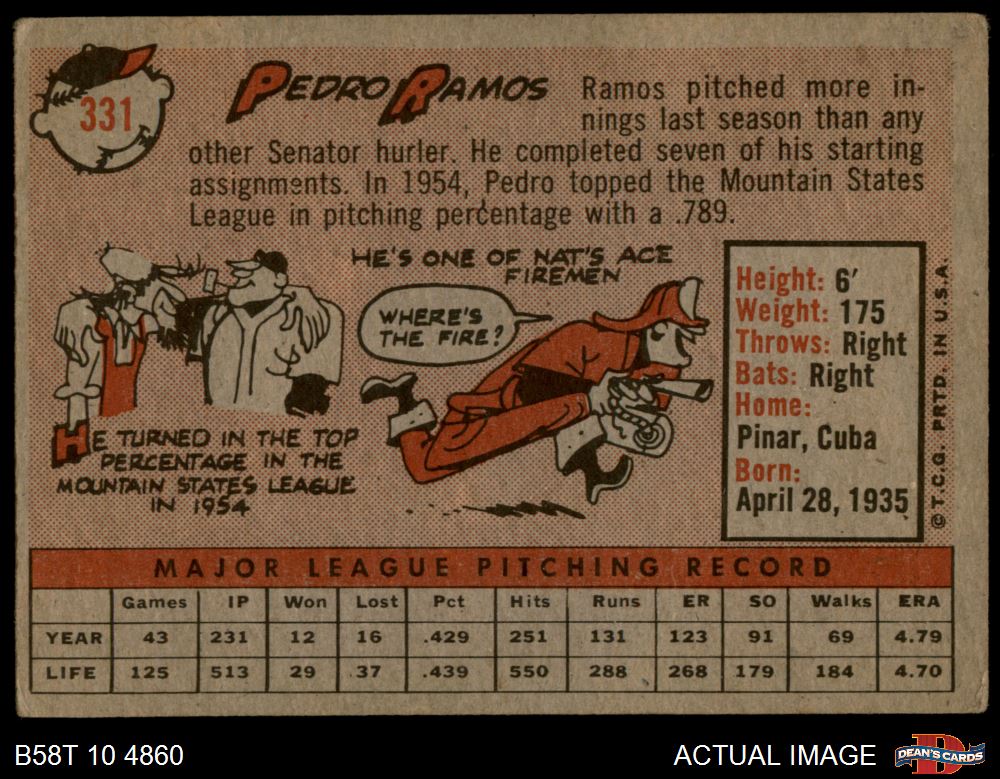 331
PEDRO RAMOS
Ramos pitched more in-
nings last season than any
other Senator hurler. He completed seven of his starting
assignments. In 1954, Pedro topped the Mountain States
League in pitching percentage with a .789.
HE'S ONE OF NAT'S ACE
FIREMEN
WHERE'S
THE FIRE?
HE TURNED IN THE TOP
PERCENTAGE IN THE
MOUNTAIN STATES LEAGUE
IN 1954
Height: 6'
Weight: 175
Throws: Right
Bats: Right
Home:
Pinar, Cuba
Born:
April 28, 1935
© T.C.G. PRTD. IN U.S.A.
MAJOR LEAGUE PITCHING RECORD
Games IP Won Lost Pct Hits Runs ER SO Walks ERA
YEAR 43 231 12 16 .429 251 131 123 91 69 4.79
LIFE 125 513 29 37 .439 550 288 268 179 184 4.70
B58T 10 4860
ACTUAL IMAGE
DEAN'S CARDS